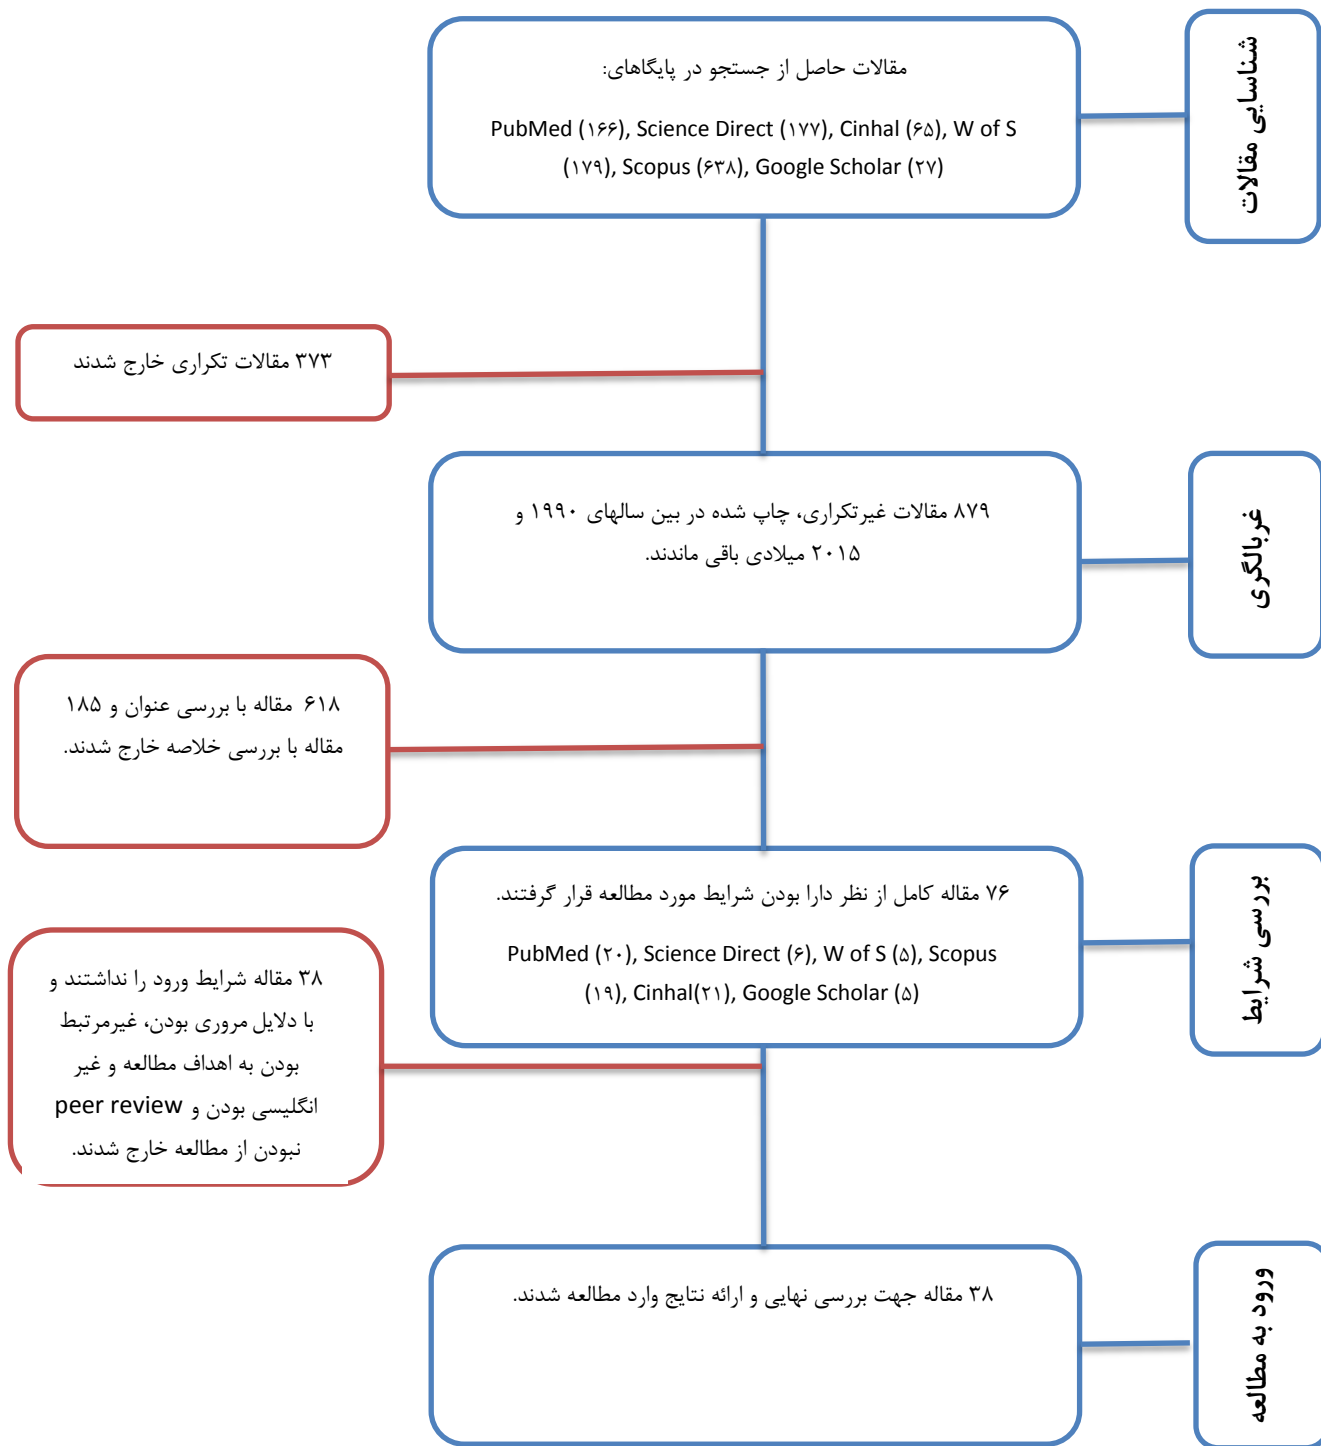 شناسایی مقالات
مقالات حاصل از جستجو در پایگاهای:
PubMed (۱۶۶), Science Direct (۱۷۷), Cinhal (۶۵), W of S
(۱۷۹), Scopus (۶۳۸), Google Scholar (۲۷)
۳۷۳ مقالات تکراری خارج شدند
غربالگری
۸۷۹ مقالات غیرتکراری، چاپ شده در بین سالهای ۱۹۹۰ و
۲۰۱۵ میلادی باقی ماندند.
۶۱۸ مقاله با بررسی عنوان و ۱۸۵
مقاله با بررسی خلاصه خارج شدند.
بررسی شرایط
۷۶ مقاله کامل از نظر دارا بودن شرایط مورد مطالعه قرار گرفتند.
PubMed (۲۰), Science Direct (۶), W of S (۵), Scopus
(۱۹), Cinhal(۲۱), Google Scholar (۵)
۳۸ مقاله شرایط ورود را نداشتند و
با دلایل مروری بودن، غیرمرتبط
بودن به اهداف مطالعه و غیر
انگلیسی بودن و peer review
نبودن از مطالعه خارج شدند.
ورود به مطالعه
۳۸ مقاله جهت بررسی نهایی و ارائه نتایج وارد مطالعه شدند.